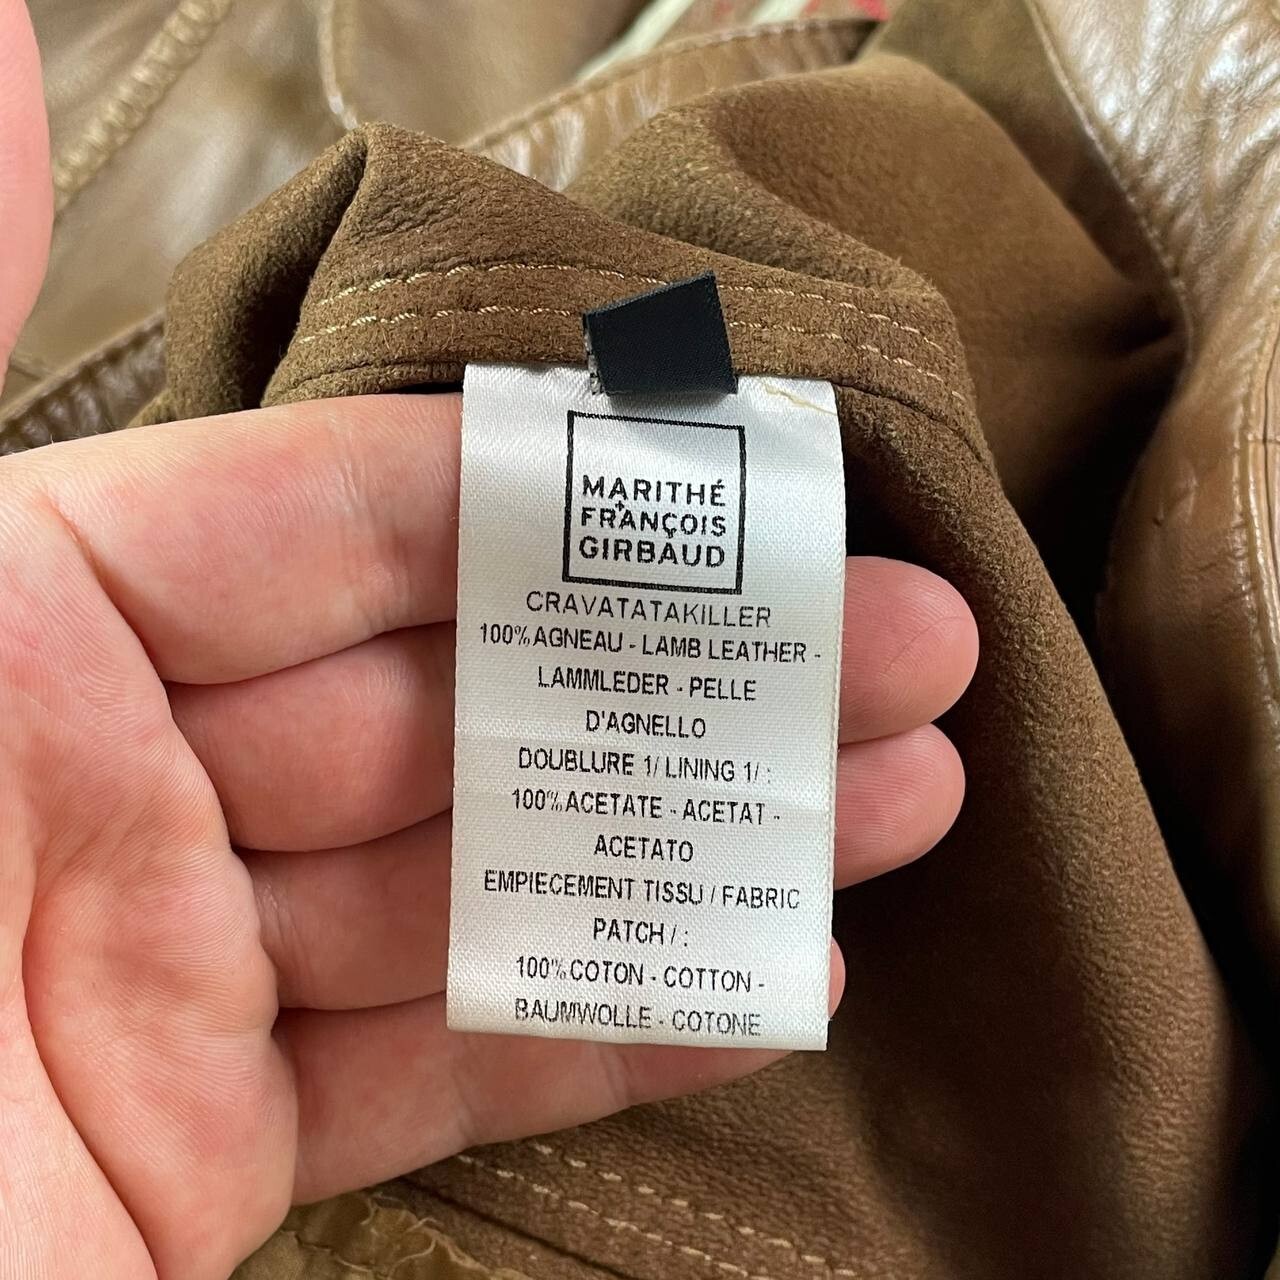 MARITHÉ
+
FRANÇOIS
GIRBAUD
CRAVATATAKILLER
100%AGNEAU - LAMB LEATHER -
LAMMLEDER - PELLE
D'AGNELLO
DOUBLURE 1/ LINING 1/ :
100%ACETATE - ACETAT -
ACETATO
EMPIECEMENT TISSU / FABRIC
PATCH / :
100%COTON - COTTON -
BAUMWOLLE - COTONE